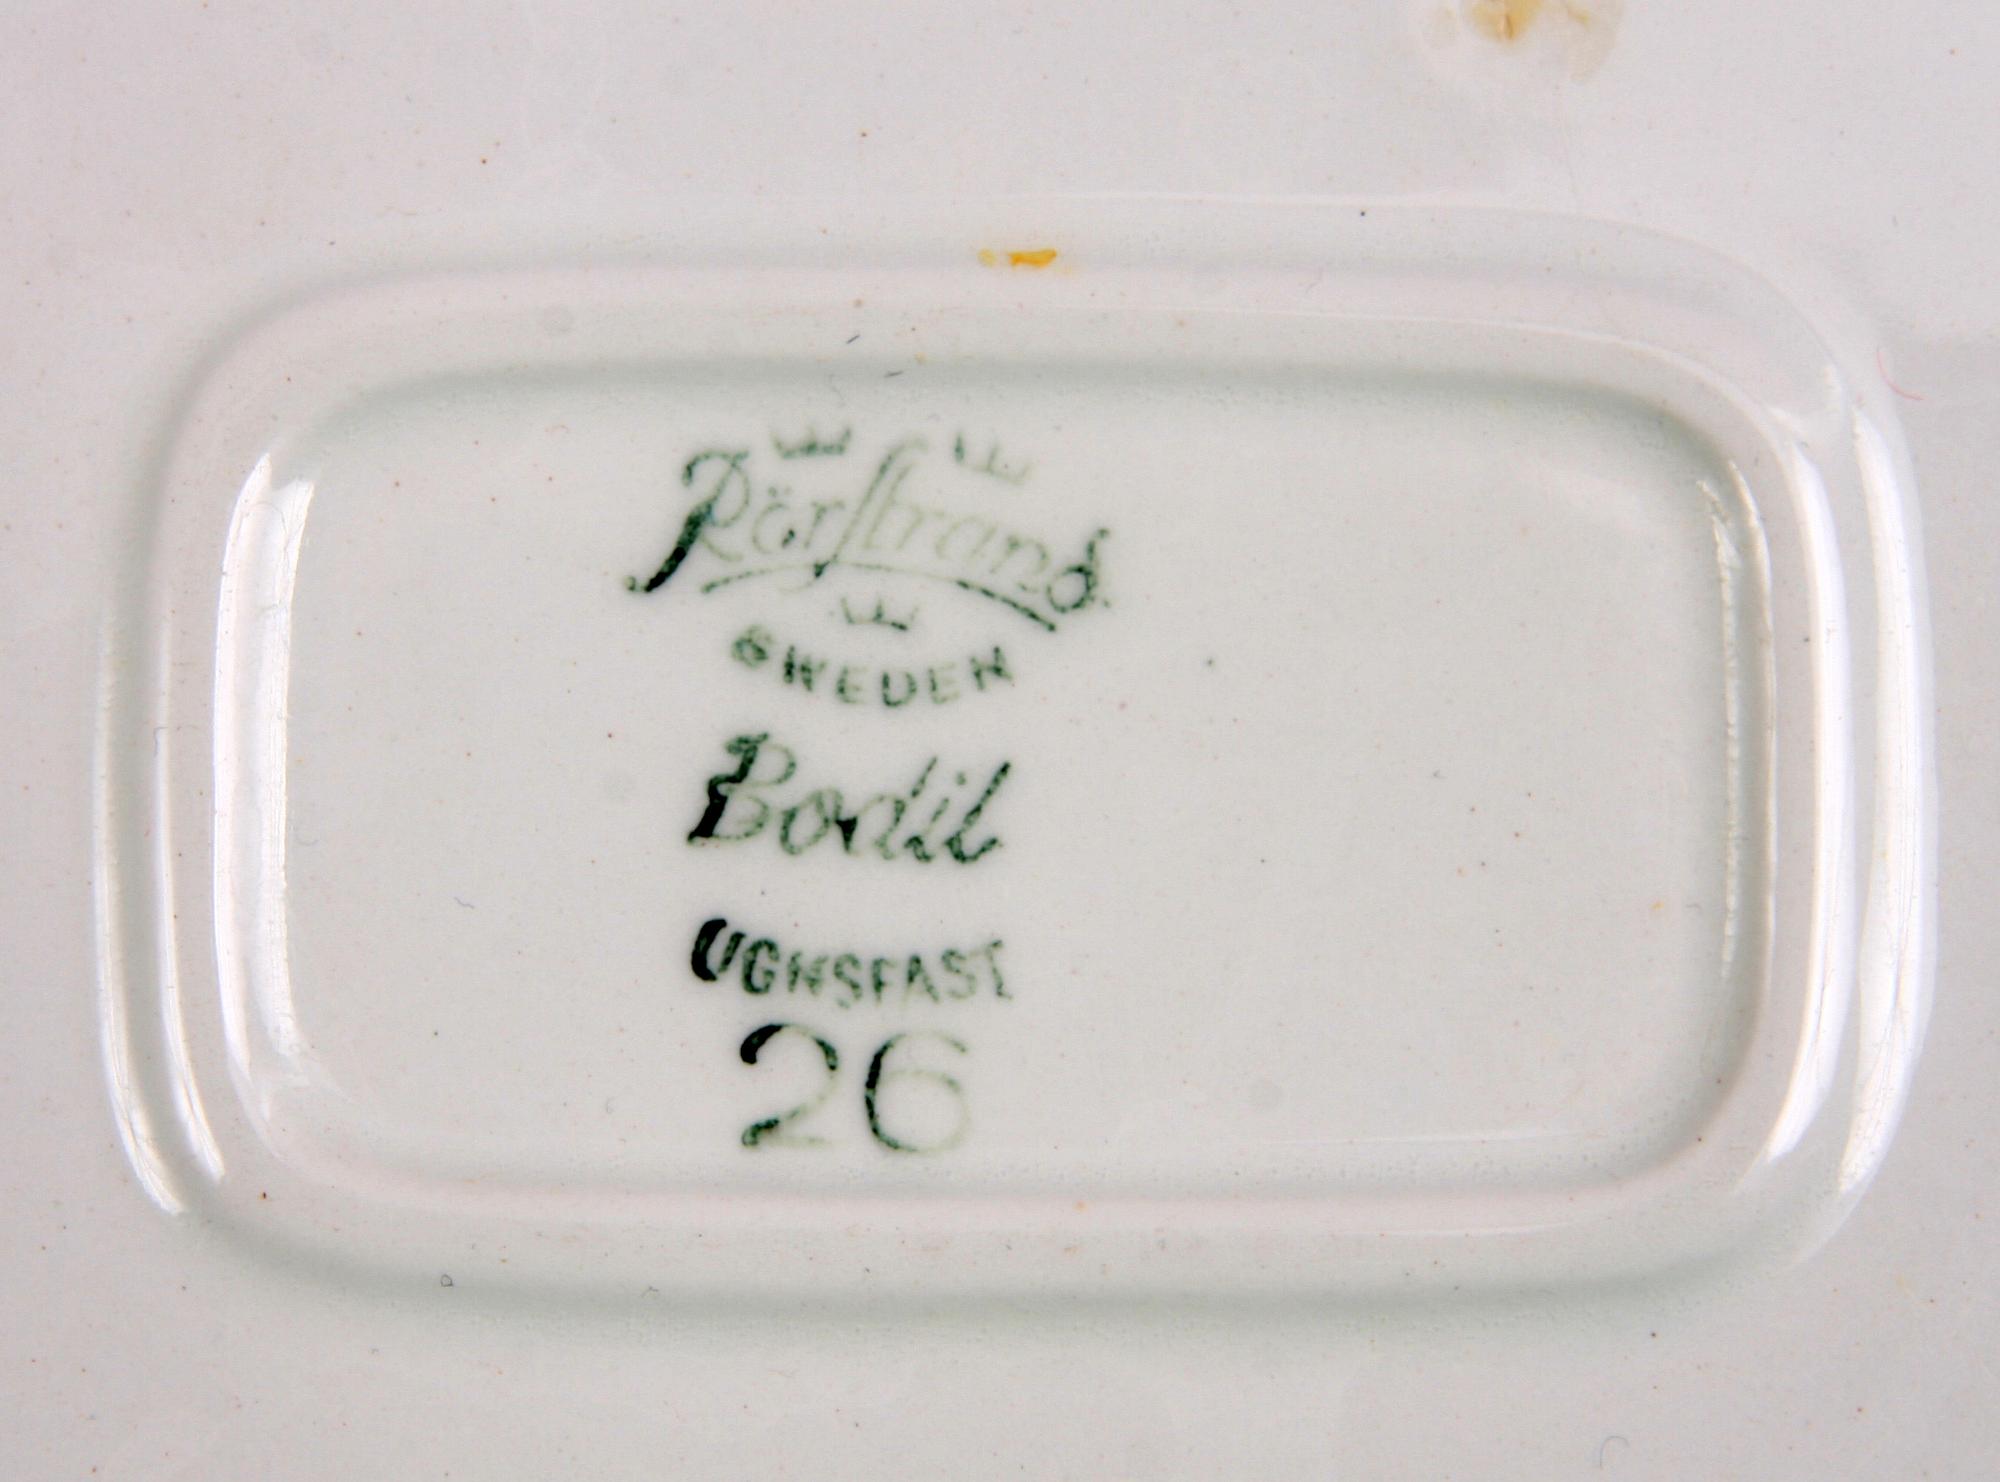 Rörstrand
SWEDEN
Bodil
UGNSFAST
26